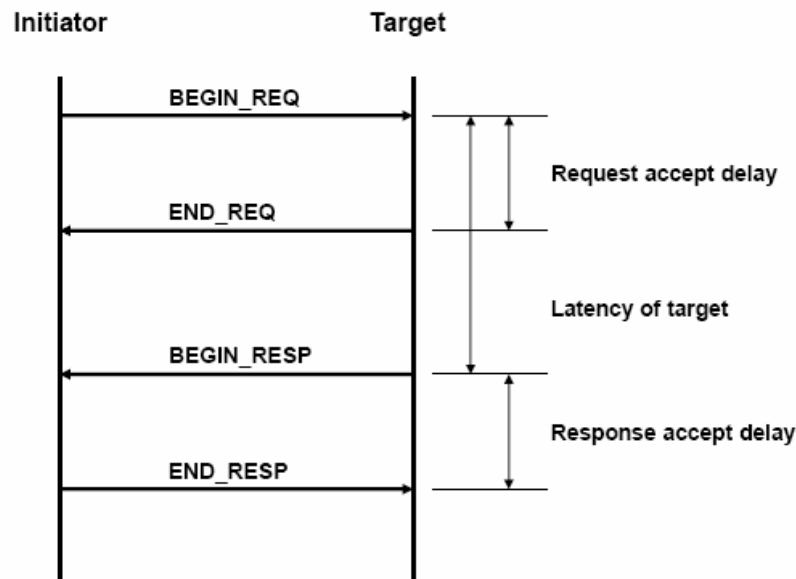 Initiator
Target
BEGIN_REQ
Request accept delay
END_REQ
Latency of target
BEGIN_RESP
Response accept delay
END_RESP